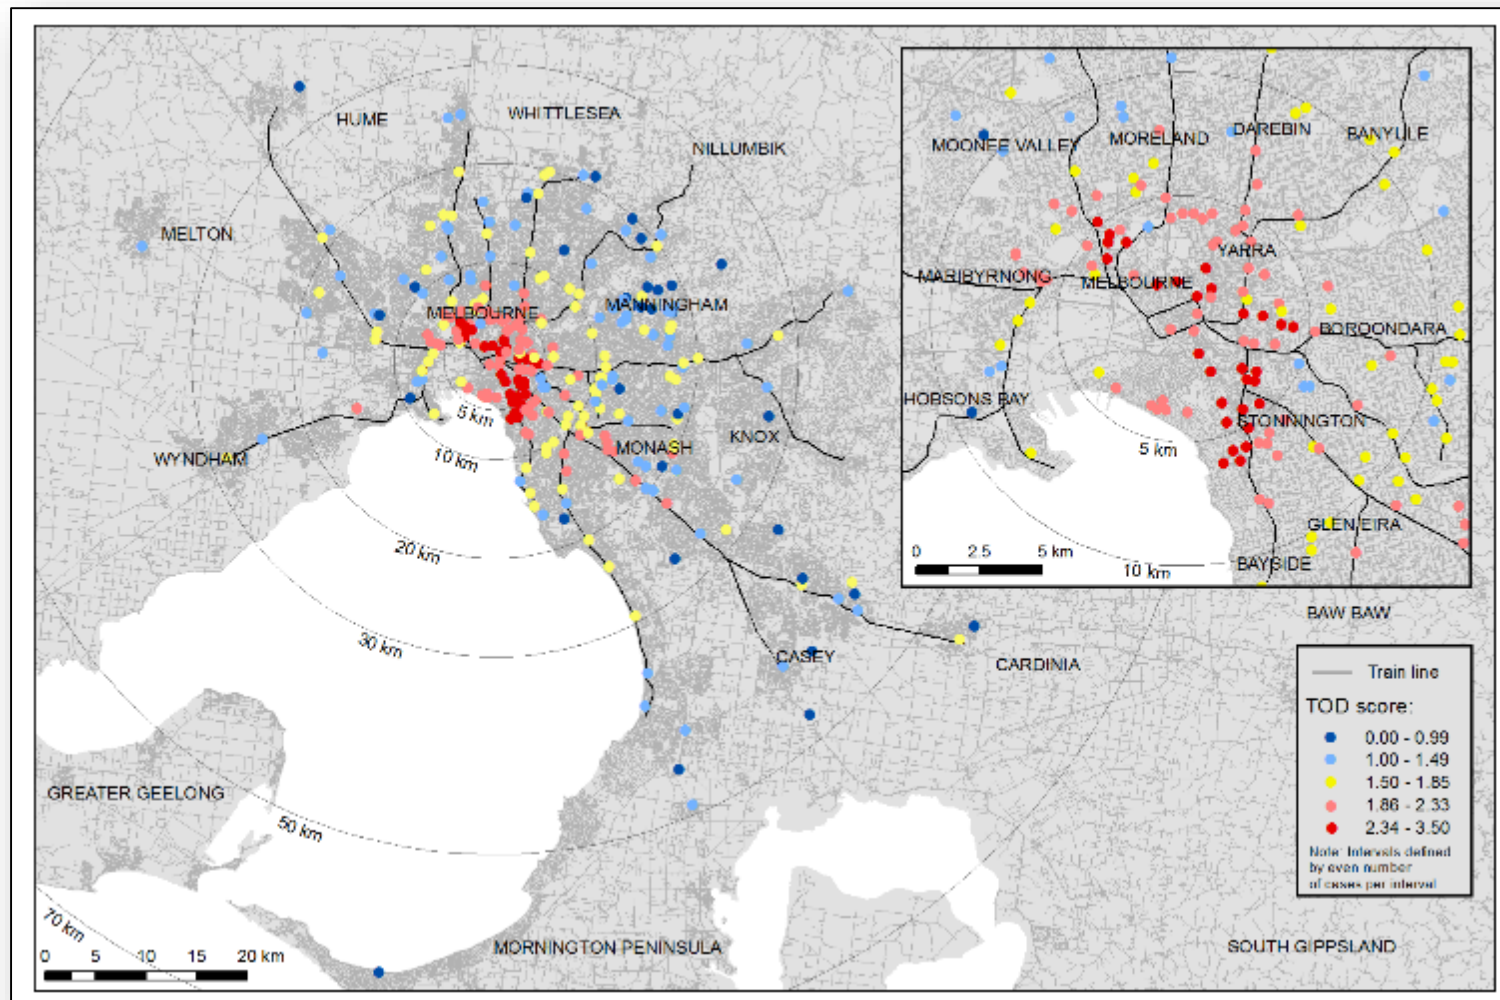 HUME
WHITTLESEA
NILLUMBIK
MELTON
MELBOURNE
MANNINGHAM
WYNDHAM
MONASH
KNOX
5 km
10 km
20 km
30 km
50 km
70 km
CASEY
CARDINIA
BAW BAW
GREATER GEELONG
MORNINGTON PENINSULA
SOUTH GIPPSLAND
0 5 10 15 20 km
MOONEE VALLEY
MORELAND
DAREBIN
BANYULE
YARRA
MARIBYRNONG
MELBOURNE
BOROONDARA
HOBSONS BAY
STONNINGTON
5 km
GLEN EIRA
BAYSIDE
10 km
0 2.5 5 km
Train line
TOD score:
0.00 - 0.99
1.00 - 1.49
1.50 - 1.85
1.86 - 2.33
2.34 - 3.50
Note: Intervals defined
by even number
of cases per interval